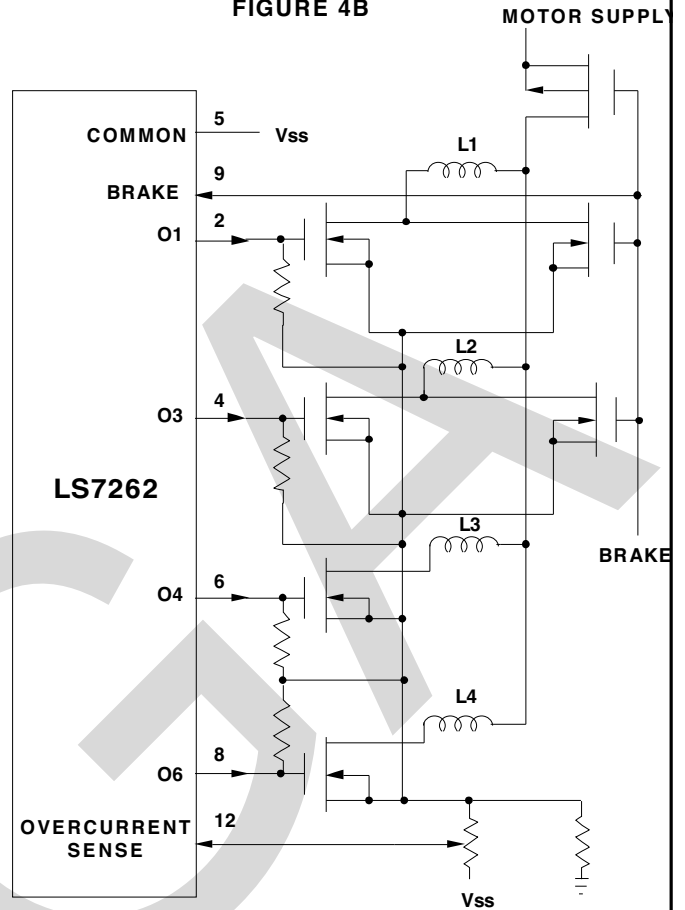 FIGURE 4B
MOTOR SUPPLY
5
COMMON
Vss
L1
9
BRAKE
2
O1
L2
4
O3
LS7262
L3
BRAKE
6
O4
L4
8
O6
12
OVERCURRENT
SENSE
Vss
GA